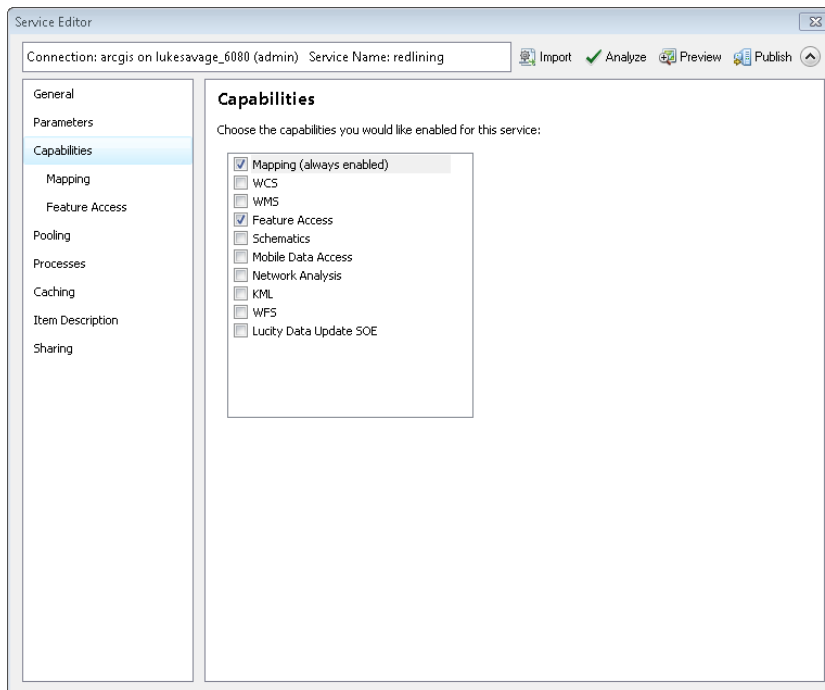 Service Editor
Connection: arcgis on lukesavage_6080 (admin) Service Name: redlining
Import Analyze Preview Publish
General
Parameters
Capabilities
Mapping
Feature Access
Pooling
Processes
Caching
Item Description
Sharing
Capabilities
Choose the capabilities you would like enabled for this service:
Mapping (always enabled)
WCS
WMS
Feature Access
Schematics
Mobile Data Access
Network Analysis
KML
WFS
Lucity Data Update SOE